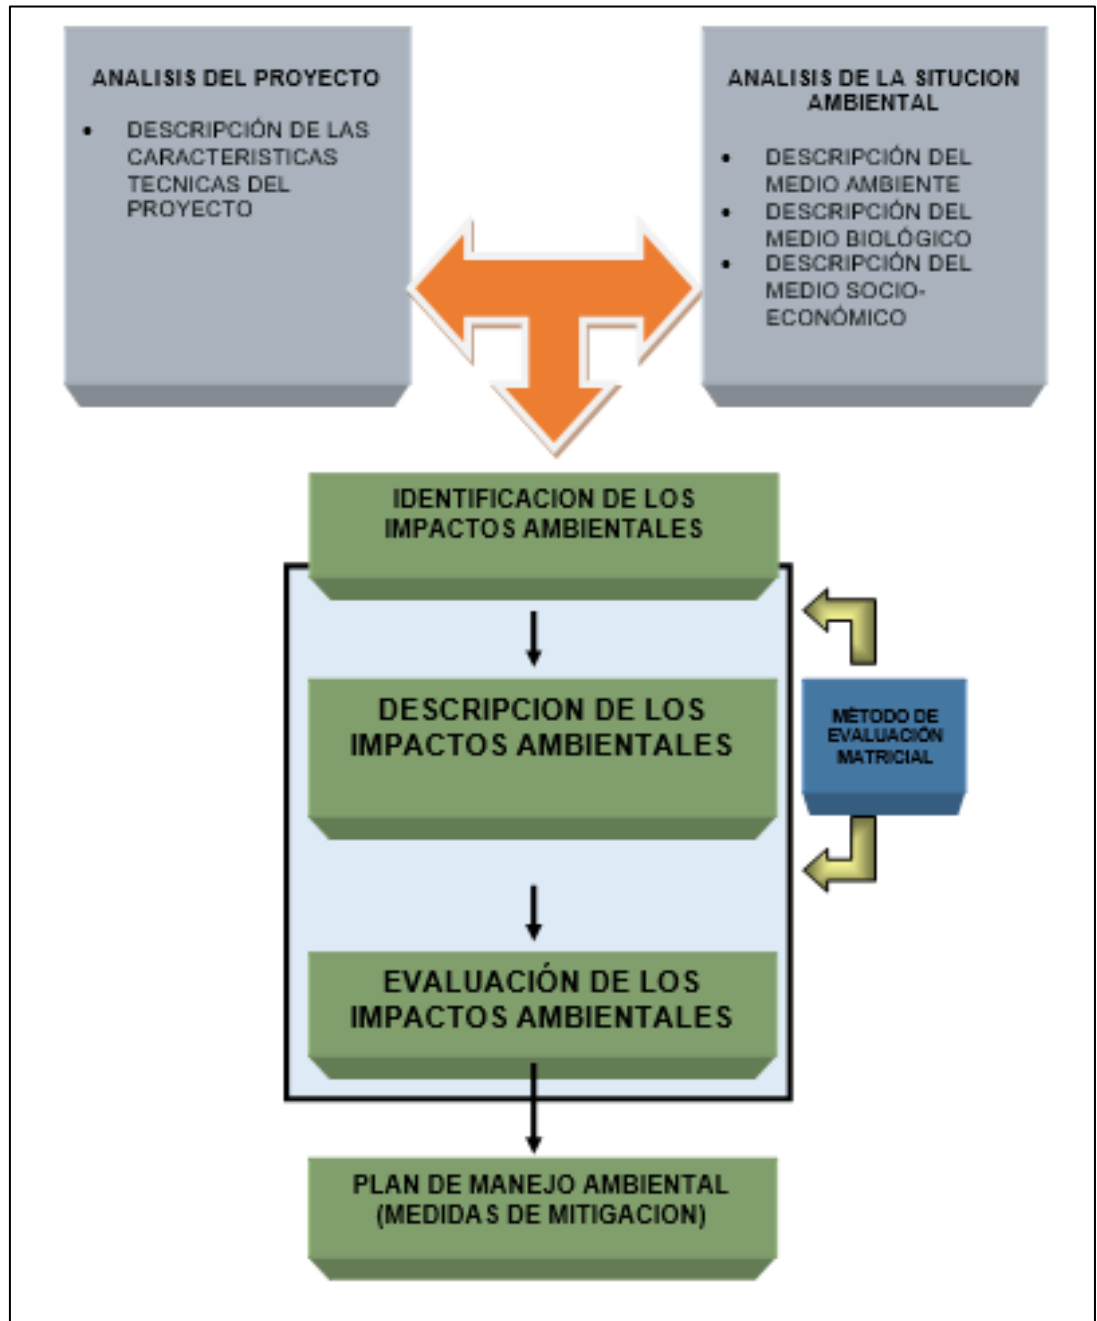 ANALISIS DEL PROYECTO
• DESCRIPCIÓN DE LAS
CARACTERISTICAS
TECNICAS DEL
PROYECTO
ANALISIS DE LA SITUCION
AMBIENTAL
• DESCRIPCIÓN DEL
MEDIO AMBIENTE
• DESCRIPCIÓN DEL
MEDIO BIOLÓGICO
• DESCRIPCIÓN DEL
MEDIO SOCIO-
ECONÓMICO
IDENTIFICACION DE LOS
IMPACTOS AMBIENTALES
DESCRIPCION DE LOS
IMPACTOS AMBIENTALES
MÉTODO DE
EVALUACIÓN
MATRICIAL
EVALUACIÓN DE LOS
IMPACTOS AMBIENTALES
PLAN DE MANEJO AMBIENTAL
(MEDIDAS DE MITIGACION)